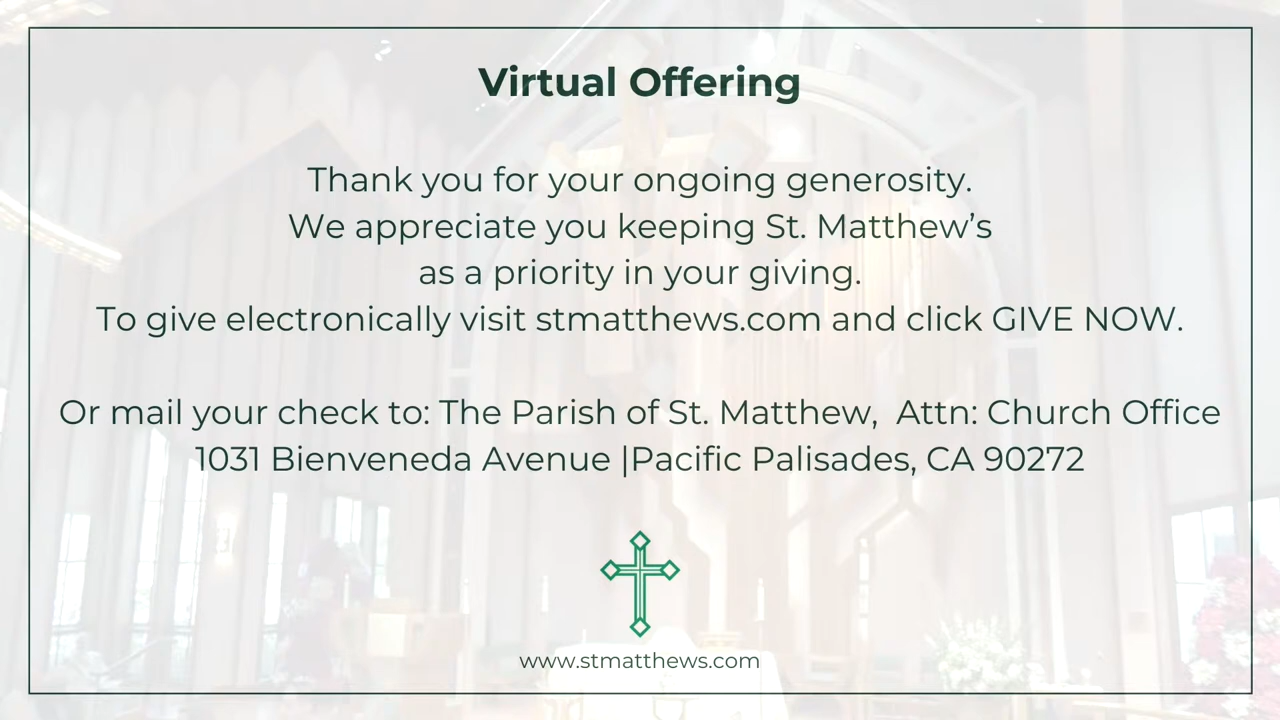 Virtual Offering
Thank you for your ongoing generosity.
We appreciate you keeping St. Matthew’s
as a priority in your giving.
To give electronically visit stmatthews.com and click GIVE NOW.
Or mail your check to: The Parish of St. Matthew,  Attn: Church Office
1031 Bienveneda Avenue |Pacific Palisades, CA 90272
www.stmatthews.com